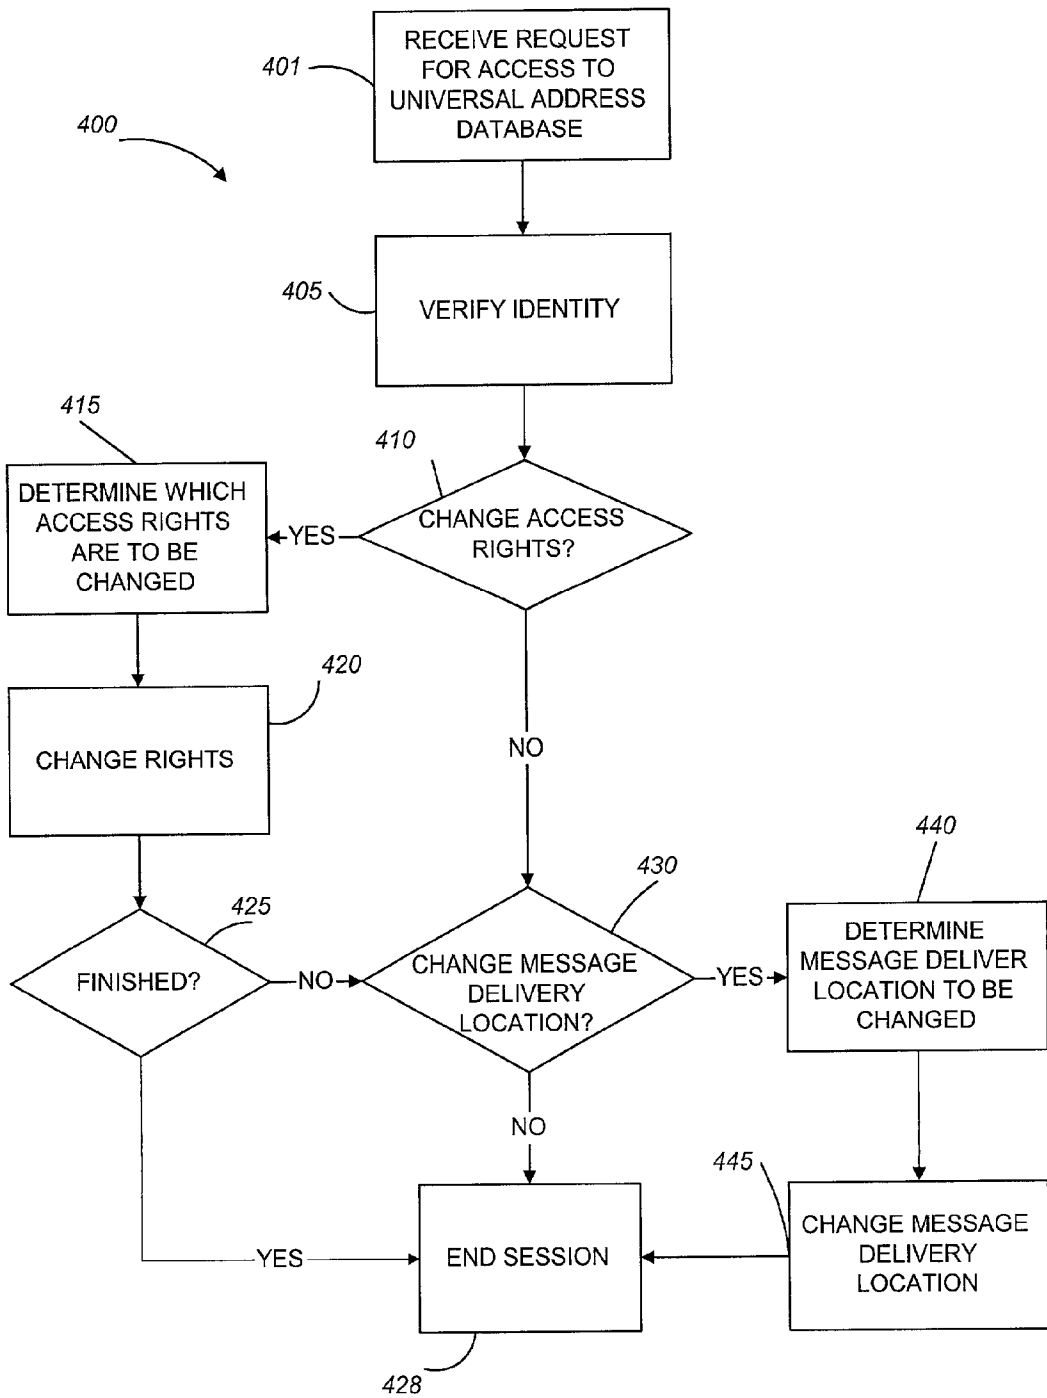 RECEIVE REQUEST
FOR ACCESS TO
UNIVERSAL ADDRESS
DATABASE
401
400
405
VERIFY IDENTITY
415
410
DETERMINE WHICH
ACCESS RIGHTS
ARE TO BE
CHANGED
YES
CHANGE ACCESS
RIGHTS?
420
CHANGE RIGHTS
NO
440
430
425
FINISHED?
NO
CHANGE MESSAGE
DELIVERY
LOCATION?
YES
DETERMINE
MESSAGE DELIVER
LOCATION TO BE
CHANGED
NO
445
YES
END SESSION
CHANGE MESSAGE
DELIVERY
LOCATION
428